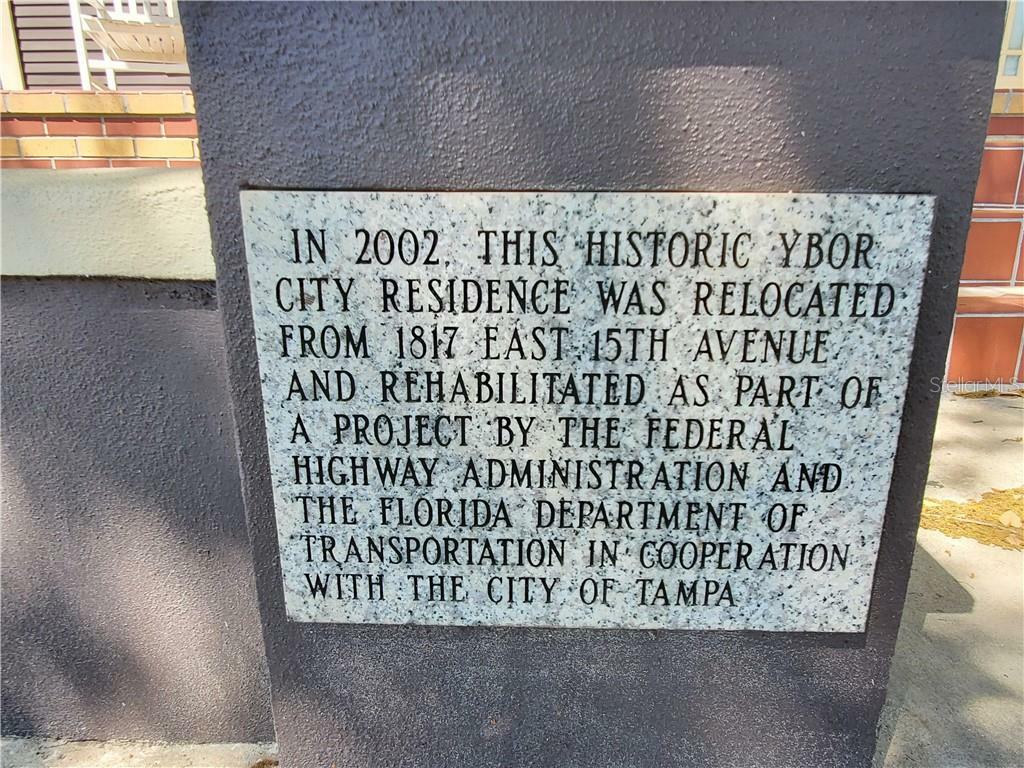 IN 2002, THIS HISTORIC YBOR
CITY RESIDENCE WAS RELOCATED
FROM 1817 EAST 15TH AVENUE
AND REHABILITATED AS PART OF
A PROJECT BY THE FEDERAL
HIGHWAY ADMINISTRATION AND
THE FLORIDA DEPARTMENT OF
TRANSPORTATION IN COOPERATION
WITH THE CITY OF TAMPA
Stellar MLS